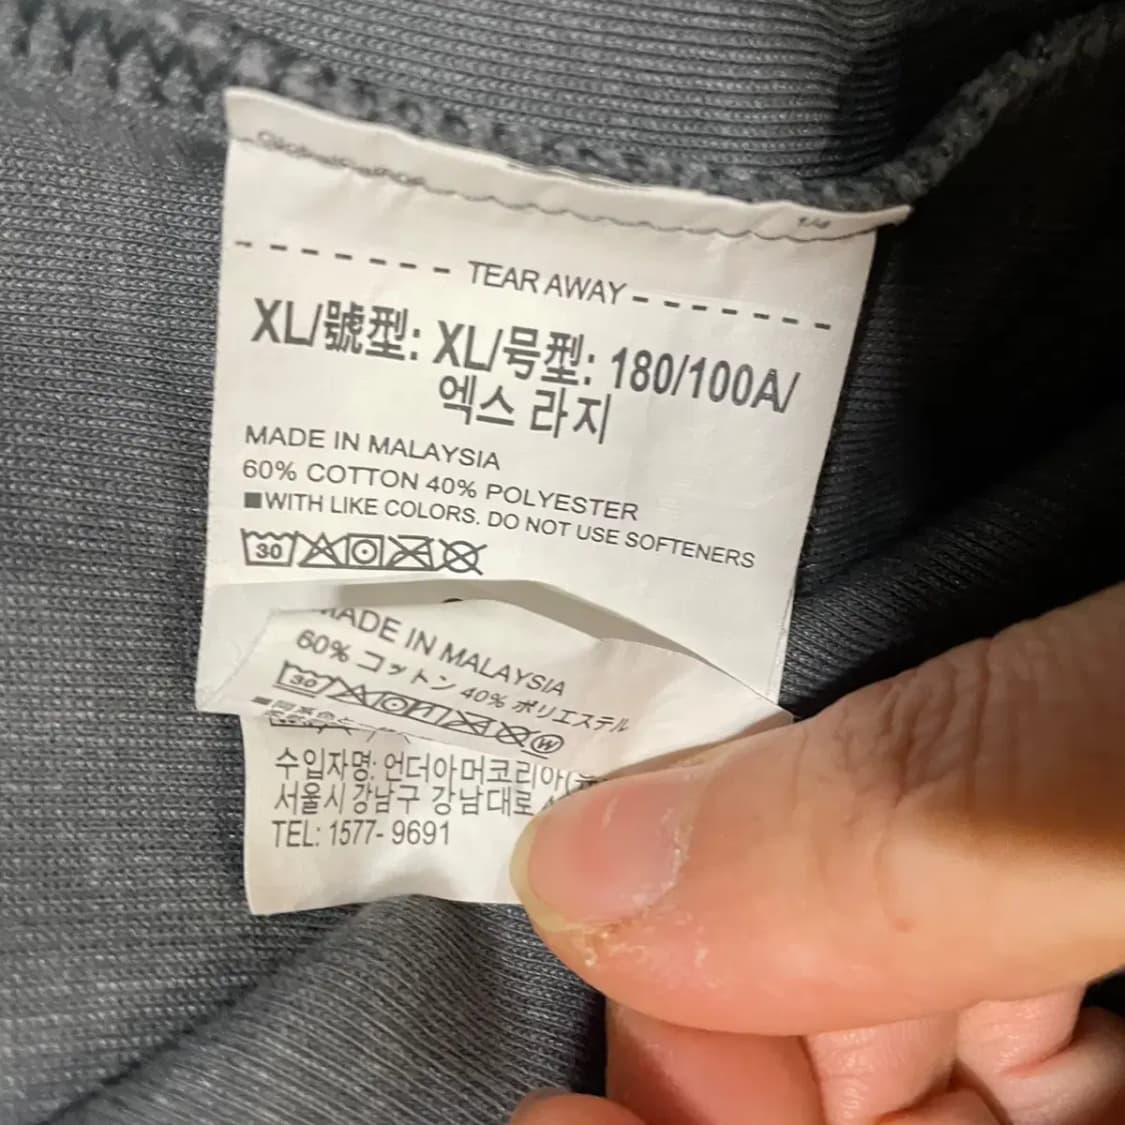 TEAR AWAY
XL/號型: XL/号型: 180/100A/
엑스 라지
MADE IN MALAYSIA
60% COTTON 40% POLYESTER
■WITH LIKE COLORS. DO NOT USE SOFTENERS
30
MADE IN MALAYSIA
60% コットン 40% ポリエステル
30
W
수입자명: 언더아머코리아(유
서울시 강남구 강남대로
TEL: 1577- 9691